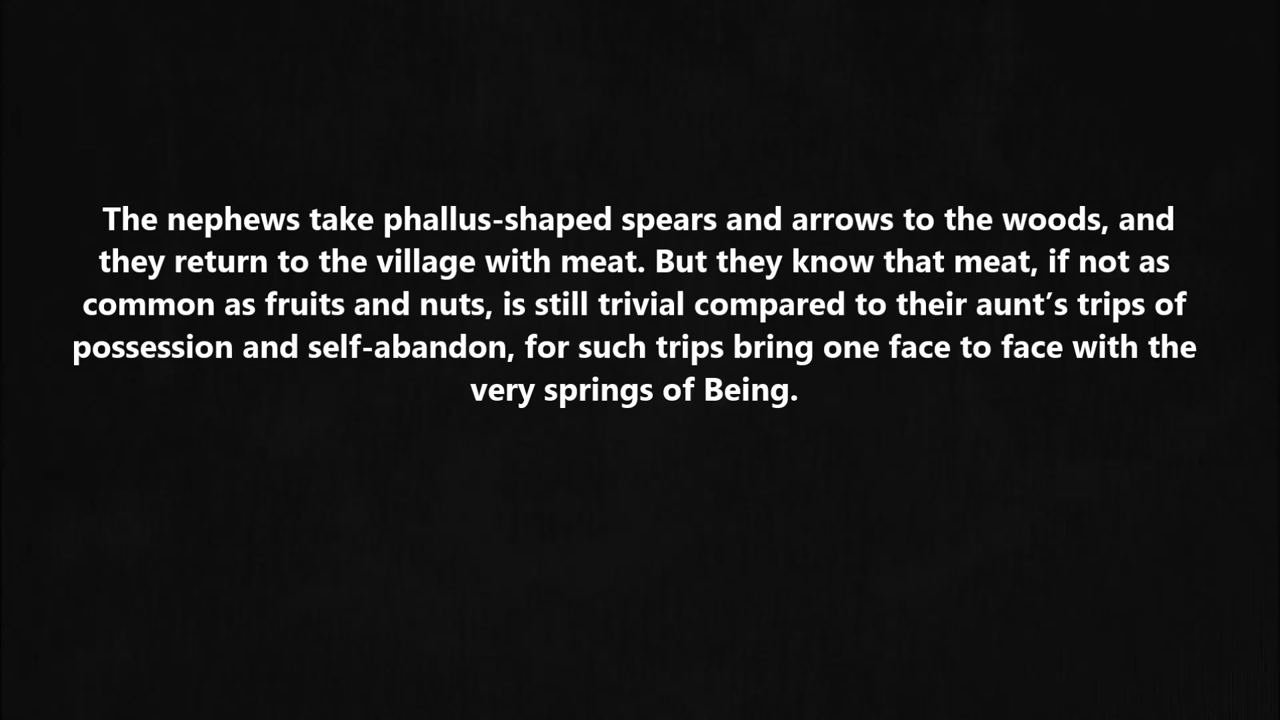 The nephews take phallus-shaped spears and arrows to the woods, and
they return to the village with meat. But they know that meat, if not as
common as fruits and nuts, is still trivial compared to their aunt’s trips of
possession and self-abandon, for such trips bring one face to face with the
very springs of Being.